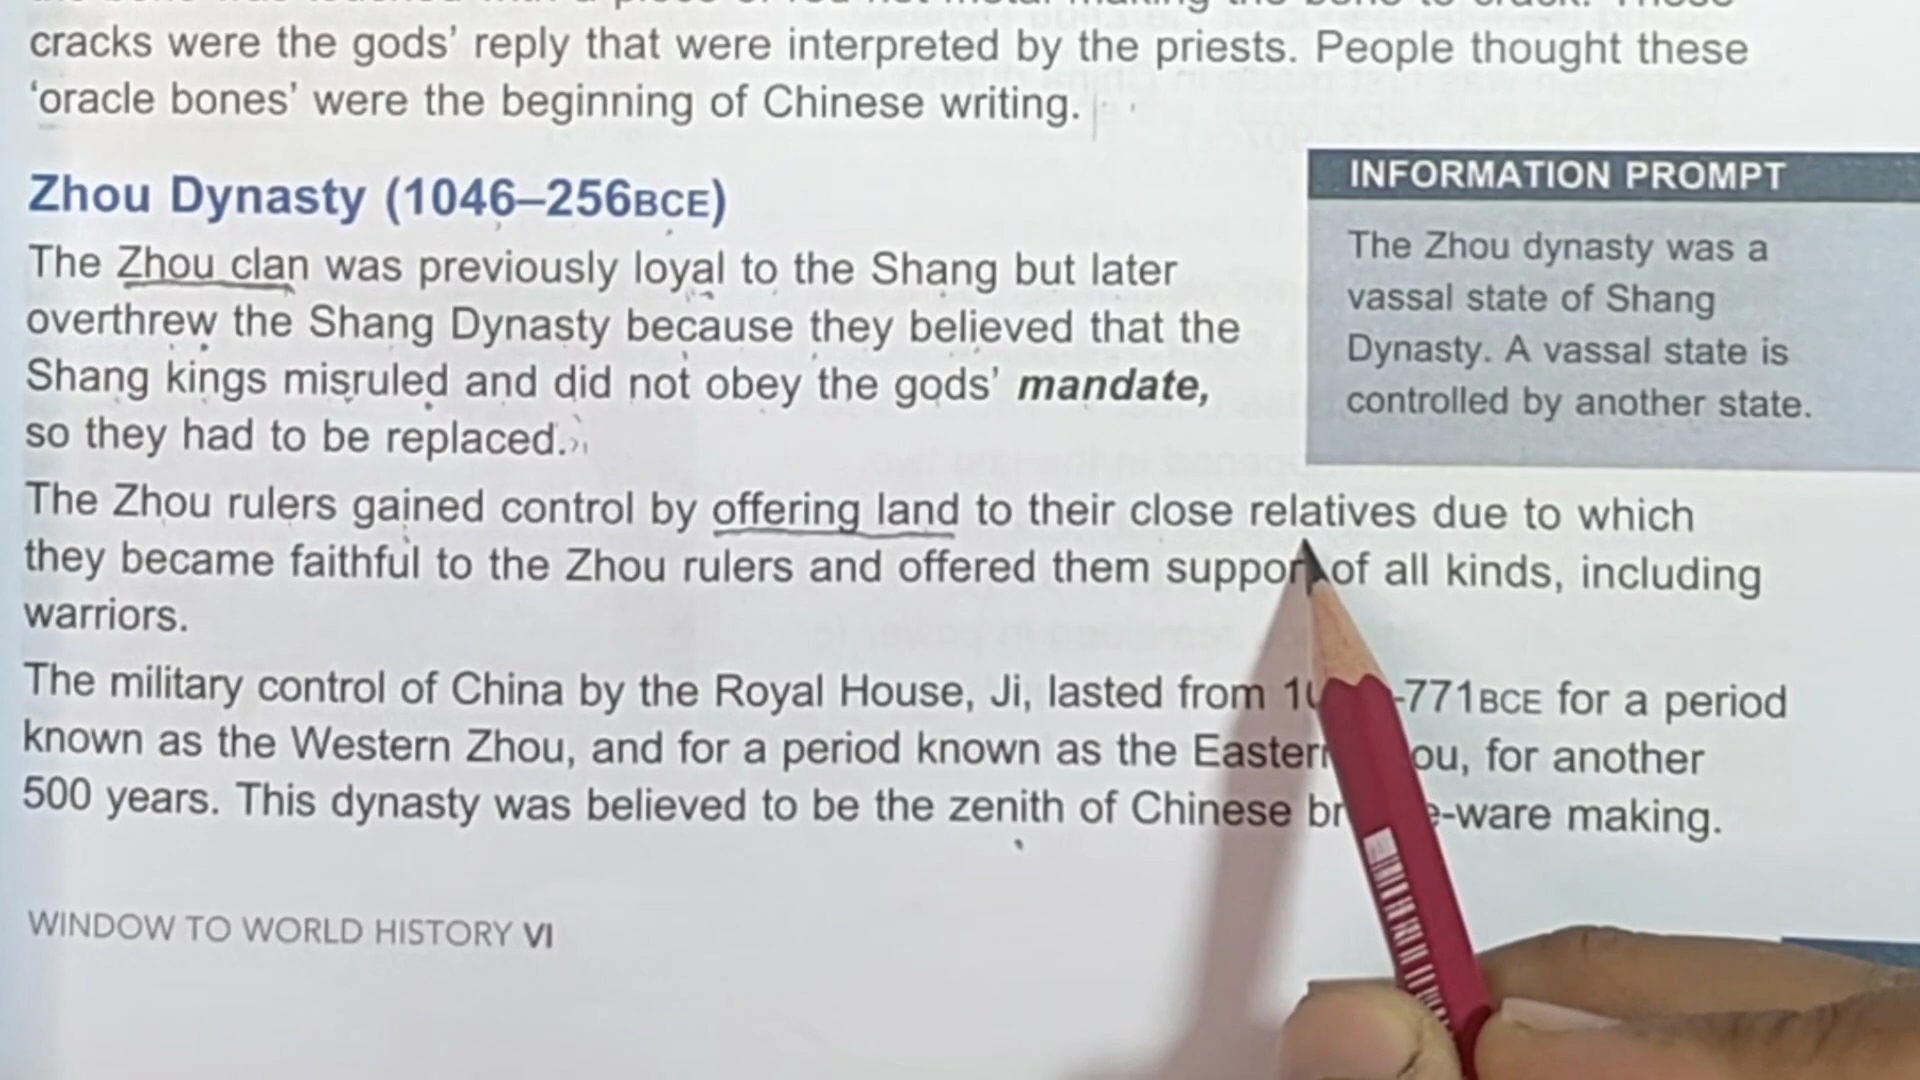 cracks were the gods' reply that were interpreted by the priests. People thought these
'oracle bones' were the beginning of Chinese writing.
Zhou Dynasty (1046–256BCE)
The Zhou clan was previously loyal to the Shang but later
overthrew the Shang Dynasty because they believed that the
Shang kings misruled and did not obey the gods' mandate,
so they had to be replaced.
INFORMATION PROMPT
The Zhou dynasty was a
vassal state of Shang
Dynasty. A vassal state is
controlled by another state.
The Zhou rulers gained control by offering land to their close relatives due to which
they became faithful to the Zhou rulers and offered them support of all kinds, including
warriors.
The military control of China by the Royal House, Ji, lasted from -771BCE for a period
known as the Western Zhou, and for a period known as the Eastern ou, for another
500 years. This dynasty was believed to be the zenith of Chinese br e-ware making.
WINDOW TO WORLD HISTORY VI